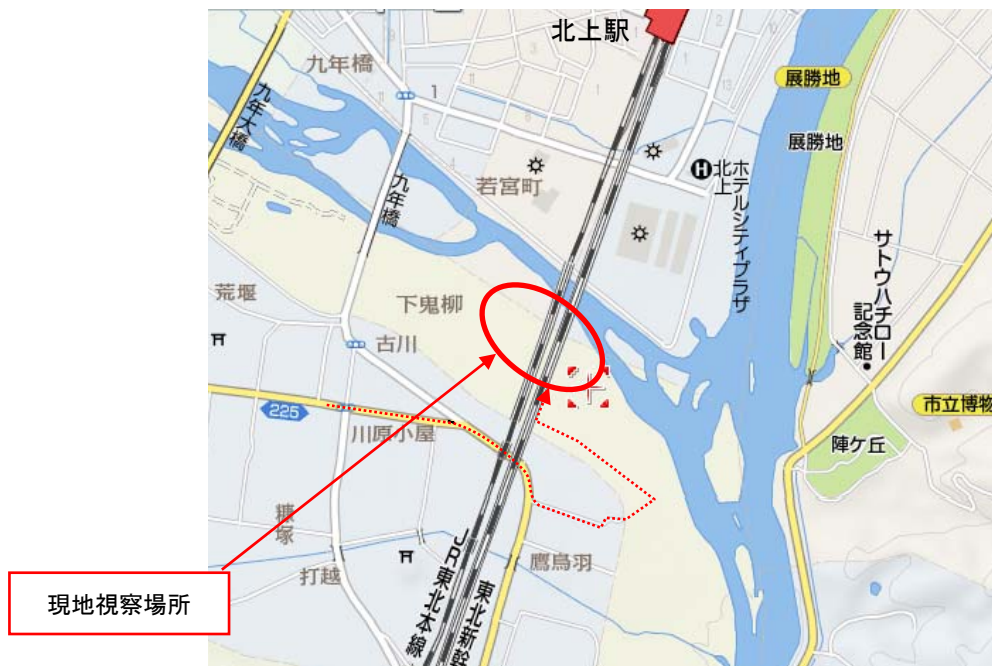 北上駅
九年橋
1
展勝地
九年大橋
展勝地
若宮町
ホテルシティプラザ
北上
九年橋
サトウハチロー
記念館
荒堰
下鬼柳
古川
225
川原小屋
市立博物
陣ケ丘
糠塚
打越
鷹鳥羽
JR東北本線
東北新幹
現地視察場所